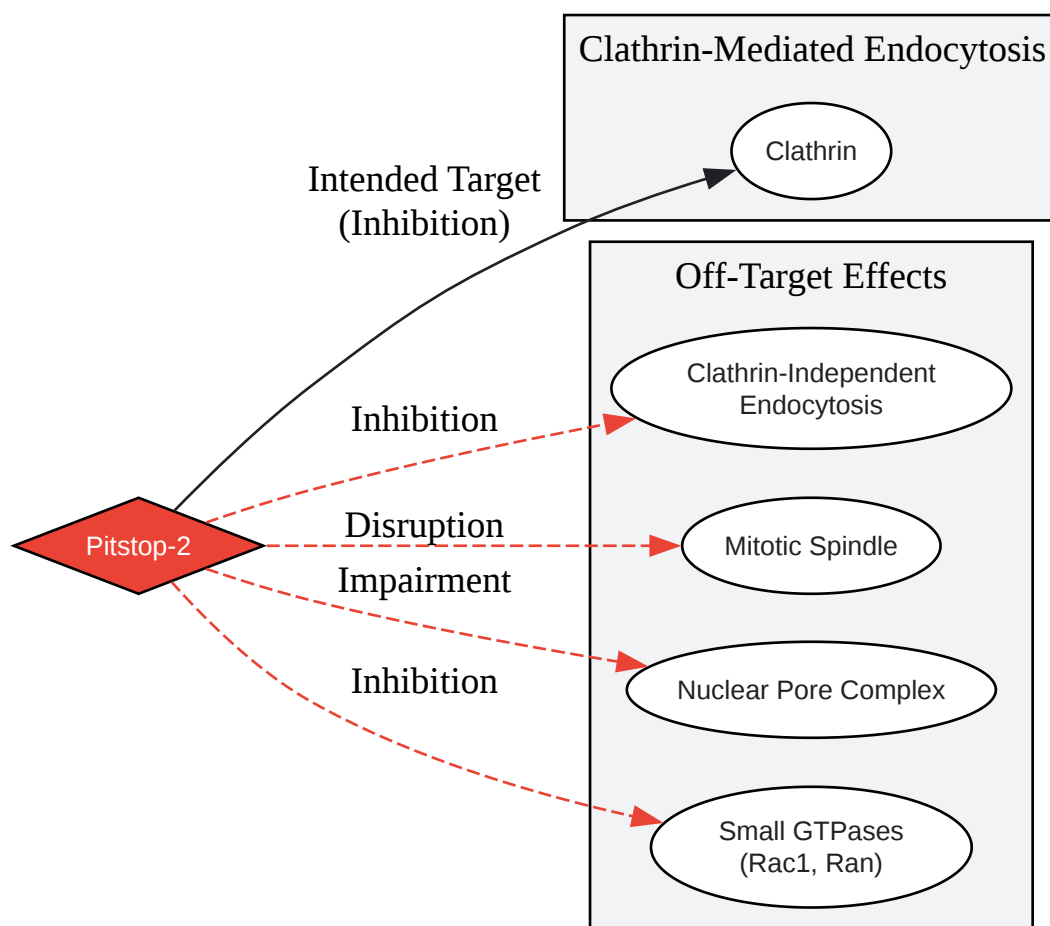 Clathrin-Mediated Endocytosis
Clathrin
Intended Target
(Inhibition)
Off-Target Effects
Clathrin-Independent
Endocytosis
Inhibition
Pitstop-2
Disruption
Mitotic Spindle
Impairment
Nuclear Pore Complex
Inhibition
Small GTPases
(Rac1, Ran)